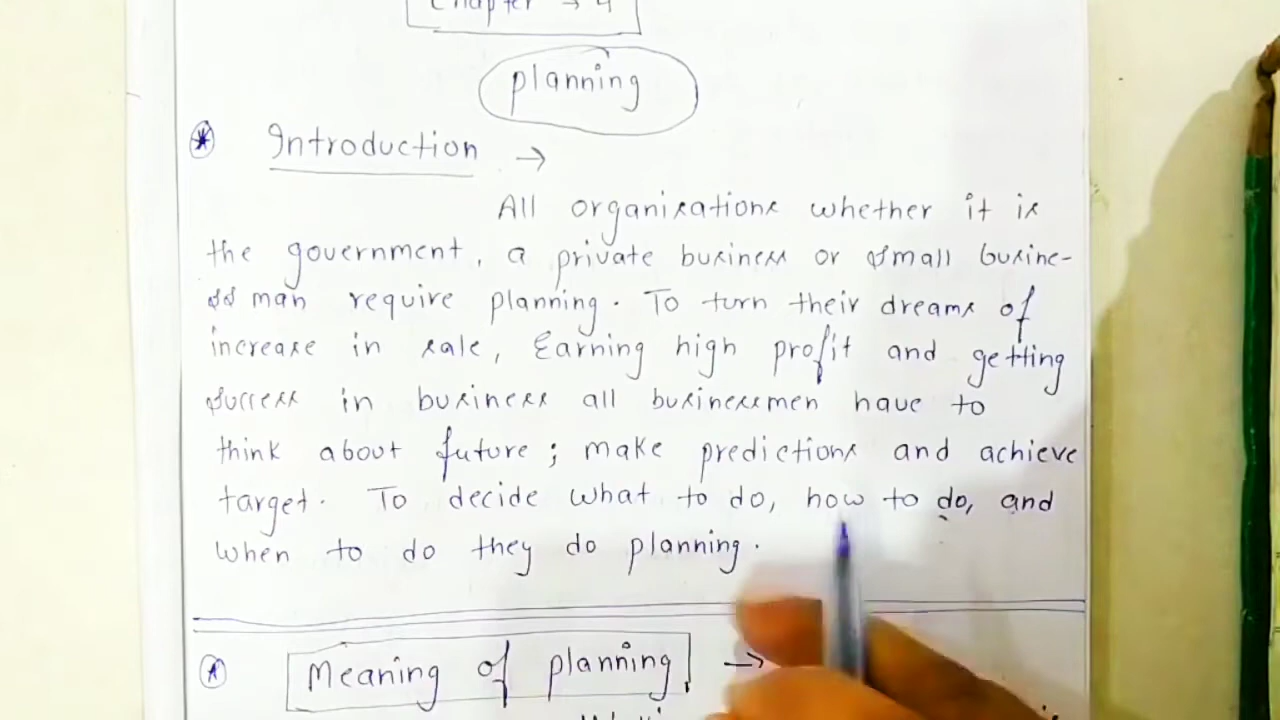 Chapter → 4
planning
Introduction →
All organisations whether it is
the government, a private business or small busine-
ss man require planning. To turn their dreams of
increase in sale, Earning high profit and getting
success in business all businessmen have to
think about future; make predictions and achieve
target. To decide what to do, how to do, and
when to do they do planning.
Meaning of planning →